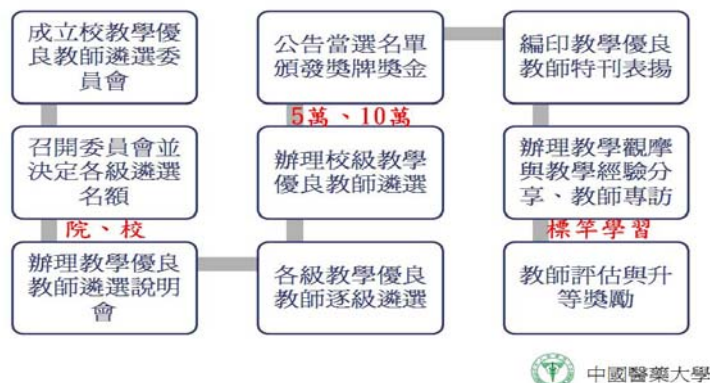 成立校教學優
良教師遴選委
員會
召開委員會並
決定各級遴選
名額
院、校
辦理教學優良
教師遴選說明
會
各級教學優良
教師逐級遴選
辦理校級教學
優良教師遴選
5萬、10萬
公告當選名單
頒發獎牌獎金
編印教學優良
教師特刊表揚
辦理教學觀摩
與教學經驗分
享、教師專訪
標竿學習
教師評估與升
等獎勵
中國醫藥大學